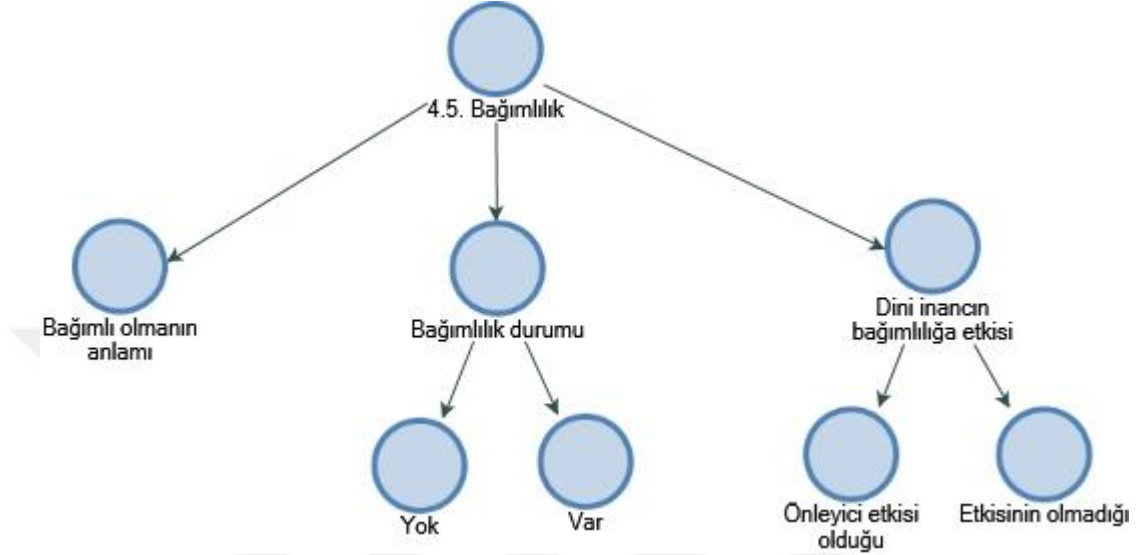 4.5. Bağımlılık
Bağımlı olmanın
anlamı
Bağımlılık durumu
Dini inancın
bağımlılığa etkisi
Yok
Var
Önleyici etkisi
olduğu
Etkisinin olmadığı